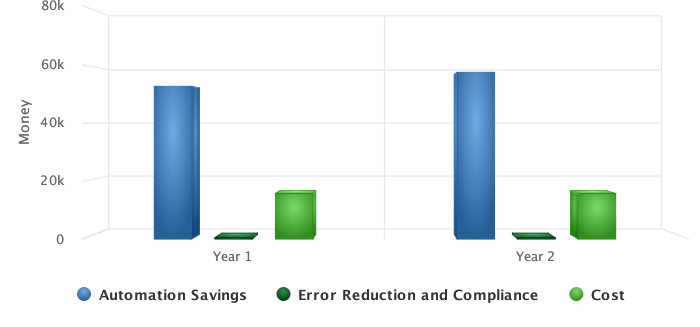 80k
60k
40k
20k
0
Money
Year 1
Year 2
Automation Savings
Error Reduction and Compliance
Cost